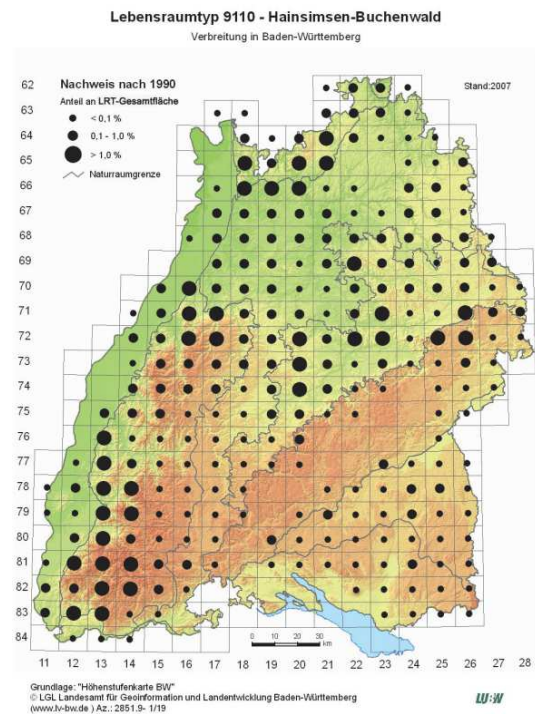 Lebensraumtyp 9110 - Hainsimsen-Buchenwald
Verbreitung in Baden-Württemberg
Nachweis nach 1990
Stand:2007
Anteil an LRT-Gesamtfläche
< 0,1 %
0,1 - 1,0 %
> 1,0 %
Naturraumgrenze
62
63
64
65
66
67
68
69
70
71
72
73
74
75
76
77
78
79
80
81
82
83
84
0 10 20 30
km
11 12 13 14 15 16 17 18 19 20 21 22 23 24 25 26 27 28
Grundlage: "Höhenstufenkarte BW"
© LGL Landesamt für Geoinformation und Landentwicklung Baden-Württemberg
(www.lv-bw.de ) Az.: 2851.9- 1/19
LU:W